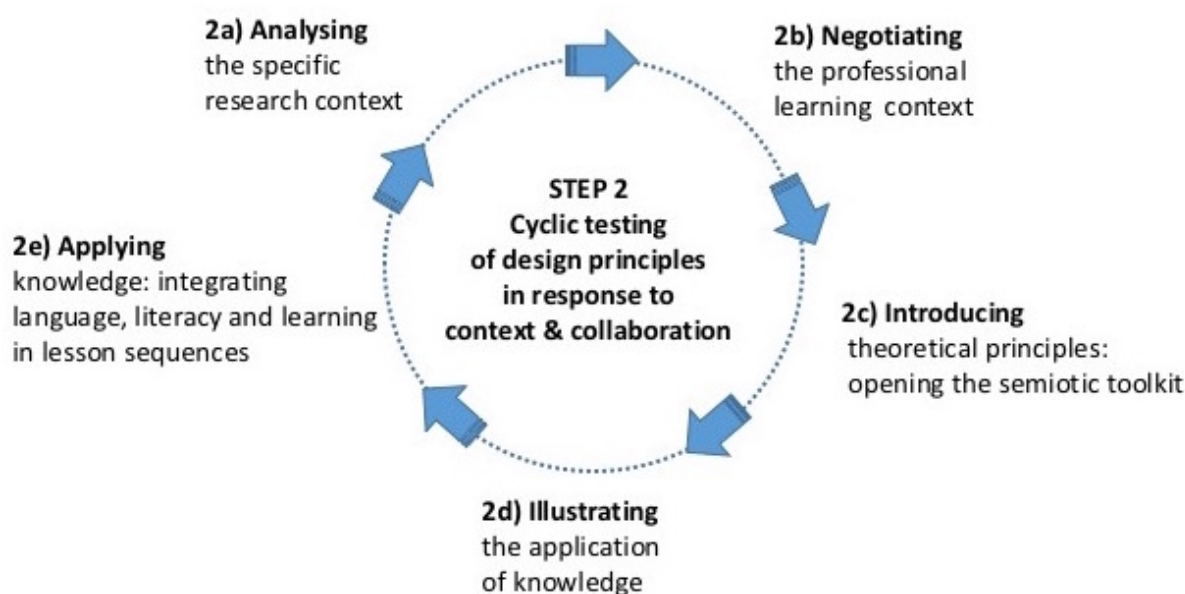 2a) Analysing
the specific
research context
2b) Negotiating
the professional
learning context
STEP 2
Cyclic testing
of design principles
in response to
context & collaboration
2c) Introducing
theoretical principles:
opening the semiotic toolkit
2d) Illustrating
the application
of knowledge
2e) Applying
knowledge: integrating
language, literacy and learning
in lesson sequences